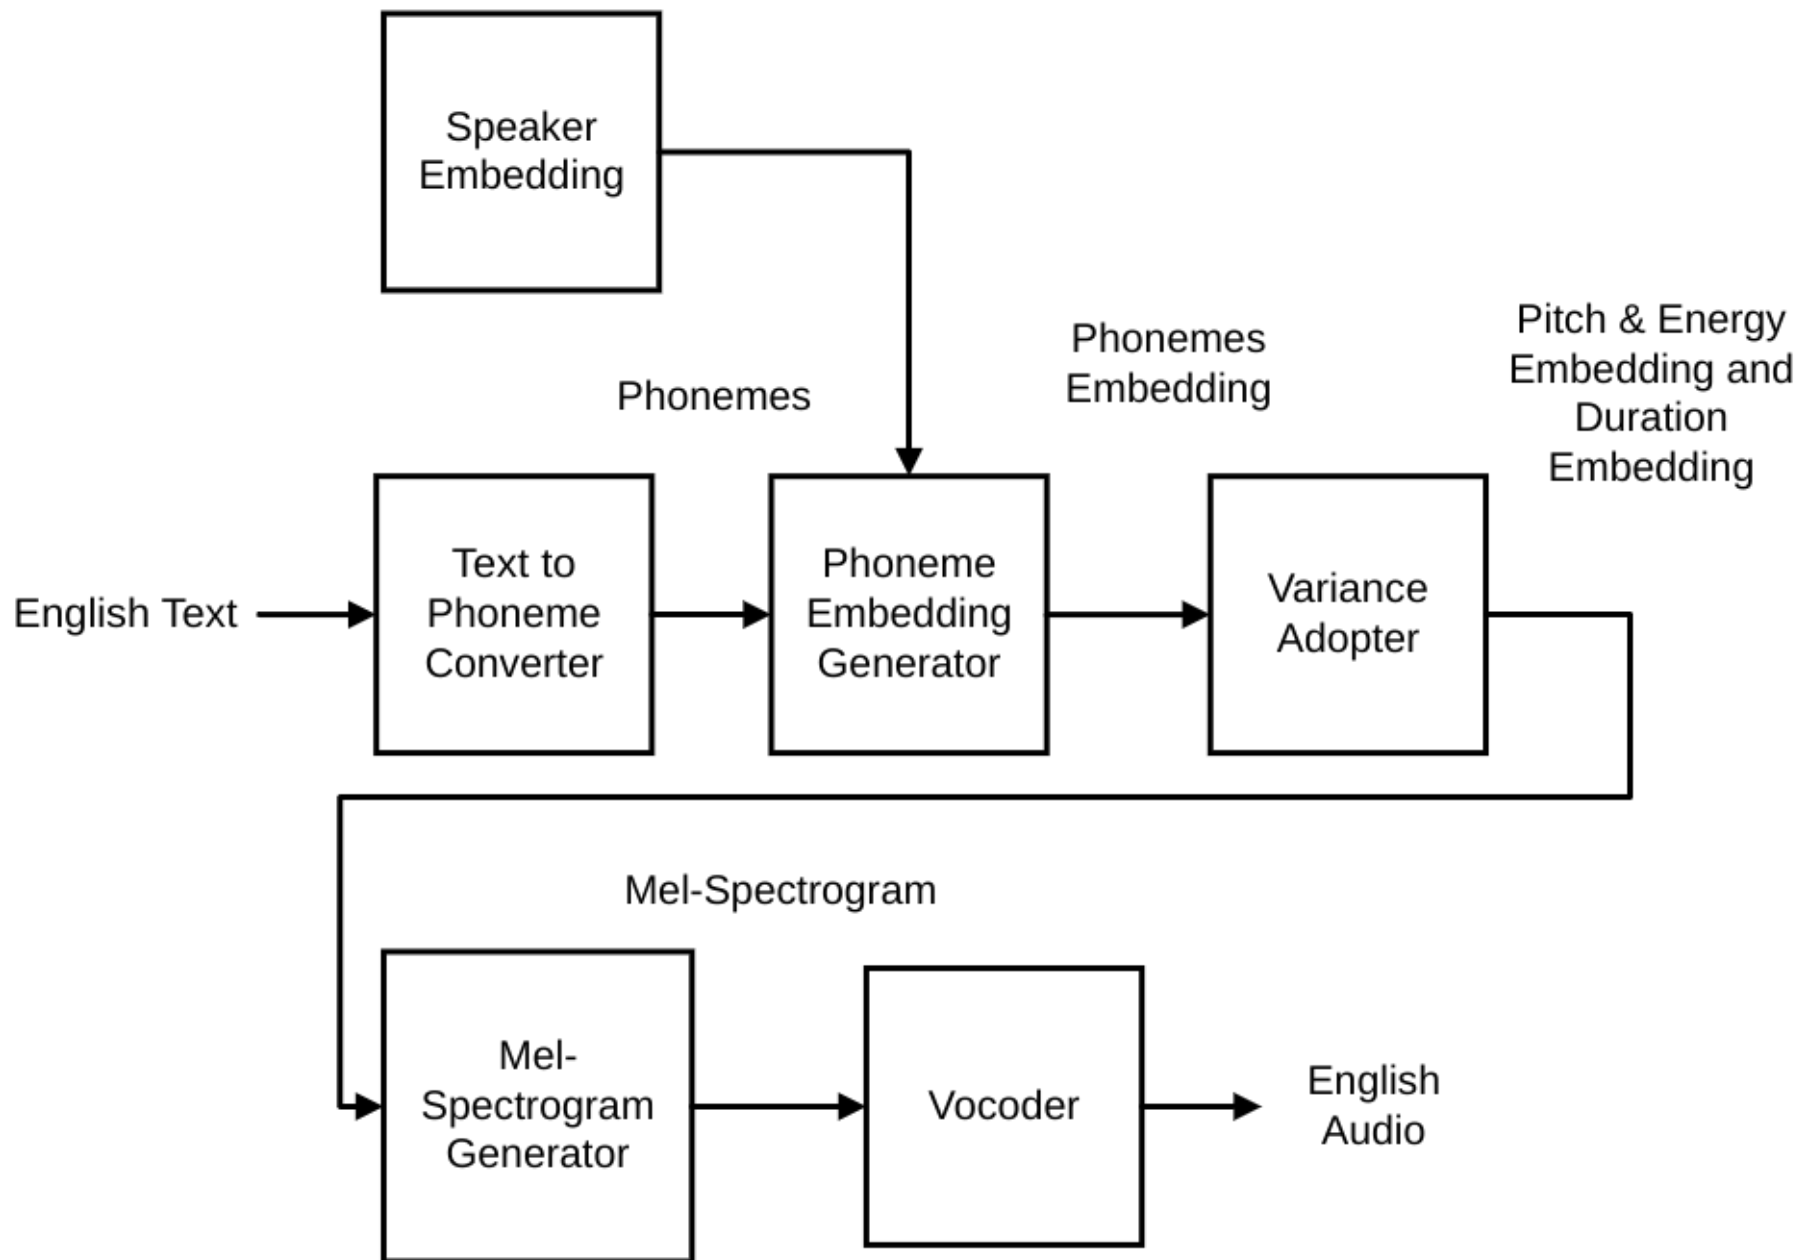 Speaker
Embedding
Phonemes
Phonemes
Embedding
Pitch & Energy
Embedding and
Duration
Embedding
English Text
Text to
Phoneme
Converter
Phoneme
Embedding
Generator
Variance
Adopter
Mel-Spectrogram
Mel-
Spectrogram
Generator
Vocoder
English
Audio